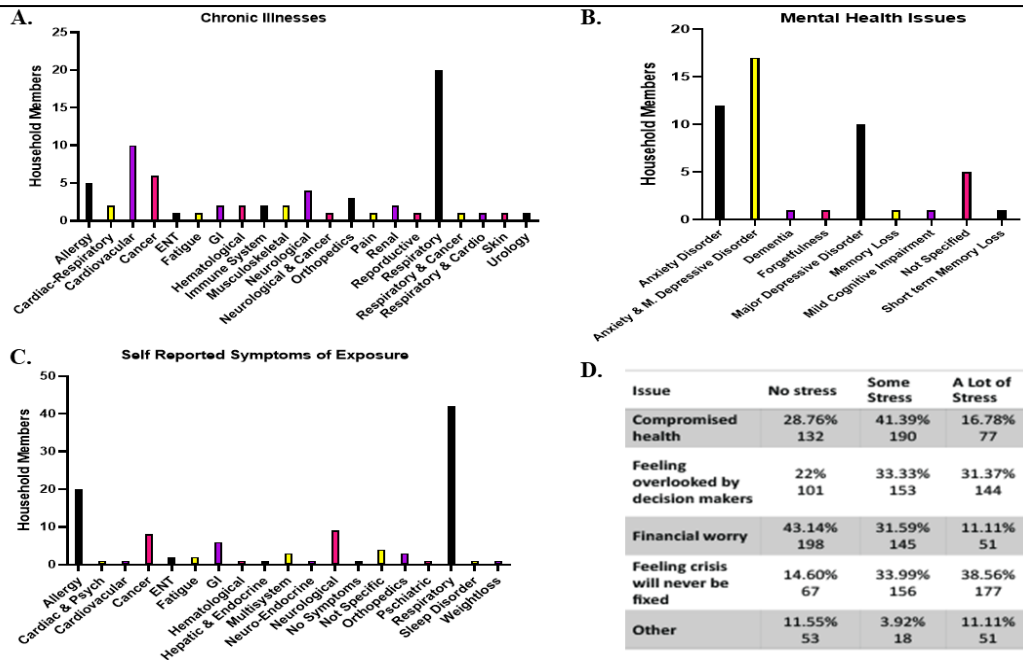 A.
Chronic Illnesses
Household Members
25
20
15
10
5
0
Allergy
Cardiac-Respiratory
Cardiovascular
Cancer
ENT
Fatigue
GI
Hematological
Immune System
Musculoskeletal
Neurological
Neurological & Cancer
Orthopedics
Pain
Renal
Reproductive
Respiratory
Respiratory & Cancer
Respiratory & Cardio
Skin
Urology
B.
Mental Health Issues
Household Members
20
15
10
5
0
Anxiety Disorder
Anxiety & M. Depressive Disorder
Dementia
Forgetfulness
Major Depressive Disorder
Memory Loss
Mild Cognitive Impairment
Not Specified
Short term Memory Loss
C.
Self Reported Symptoms of Exposure
Household Members
50
40
30
20
10
0
Allergy
Cardiac & Psych
Cardiovascular
Cancer
ENT
Fatigue
GI
Hematological
Hepatic & Endocrine
Multisystem
Neuro-Endocrine
Neurological
No Symptoms
Not Specific
Orthopedics
Pschiatric
Respiratory
Sleep Disorder
Weightloss
D.
Issue No stress Some Stress A Lot of Stress
Compromised health 28.76% 132 41.39% 190 16.78% 77
Feeling overlooked by decision makers 22% 101 33.33% 153 31.37% 144
Financial worry 43.14% 198 31.59% 145 11.11% 51
Feeling crisis will never be fixed 14.60% 67 33.99% 156 38.56% 177
Other 11.55% 53 3.92% 18 11.11% 51